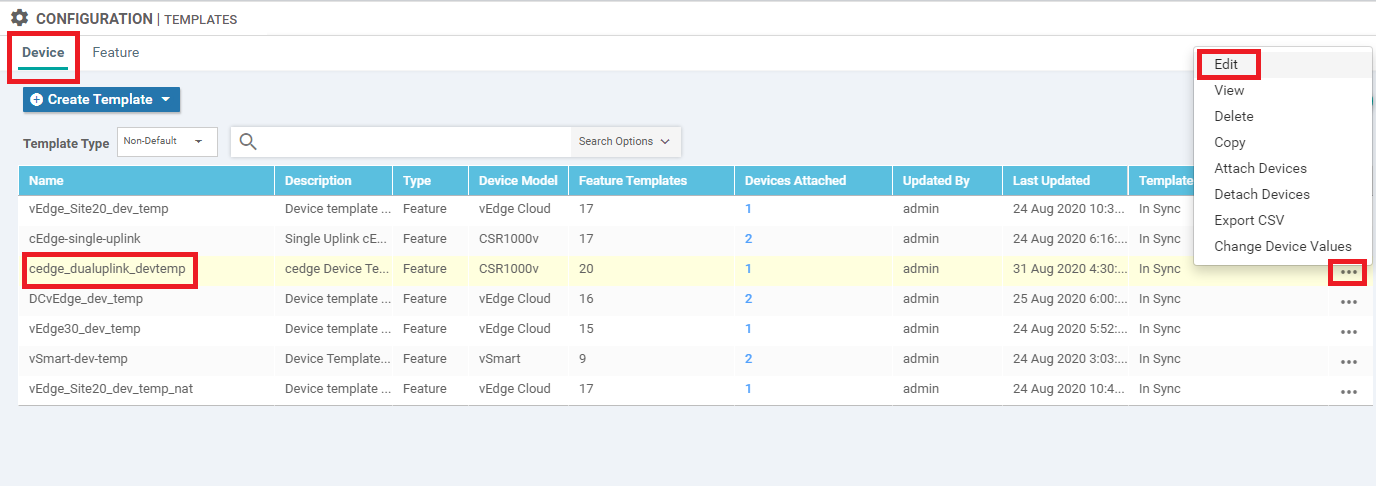 CONFIGURATION | TEMPLATES
Device Feature
Edit
View
Delete
Copy
Attach Devices
Detach Devices
Export CSV
Change Device Values
Create Template
Template Type Non-Default Search Options
Name Description Type Device Model Feature Templates Devices Attached Updated By Last Updated Template
vEdge_Site20_dev_temp Device template ... Feature vEdge Cloud 17 1 admin 24 Aug 2020 10:3... In Sync
cEdge-single-uplink Single Uplink cE... Feature CSR1000v 17 2 admin 24 Aug 2020 6:16:... In Sync
cedge_dualuplink_devtemp cedge Device Te... Feature CSR1000v 20 1 admin 31 Aug 2020 4:30:... In Sync
DCvEdge_dev_temp Device template ... Feature vEdge Cloud 16 2 admin 25 Aug 2020 6:00:... In Sync
vEdge30_dev_temp Device template ... Feature vEdge Cloud 15 1 admin 24 Aug 2020 5:52:... In Sync
vSmart-dev-temp Device Template... Feature vSmart 9 2 admin 24 Aug 2020 3:03:... In Sync
vEdge_Site20_dev_temp_nat Device template ... Feature vEdge Cloud 17 1 admin 24 Aug 2020 10:4... In Sync